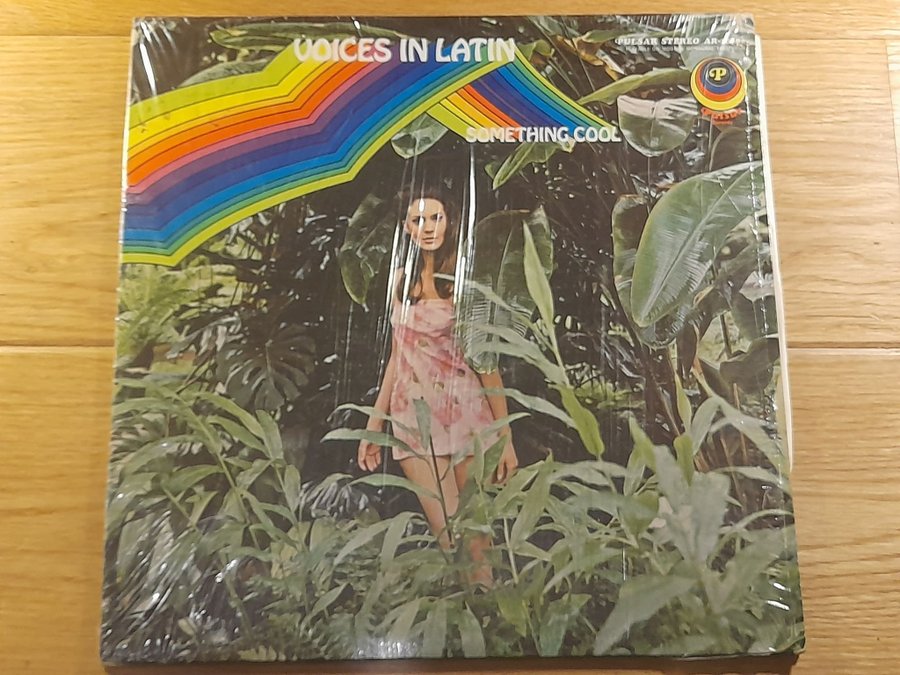 VOICES IN LATIN
PULSAR STEREO
SOMETHING COOL
P